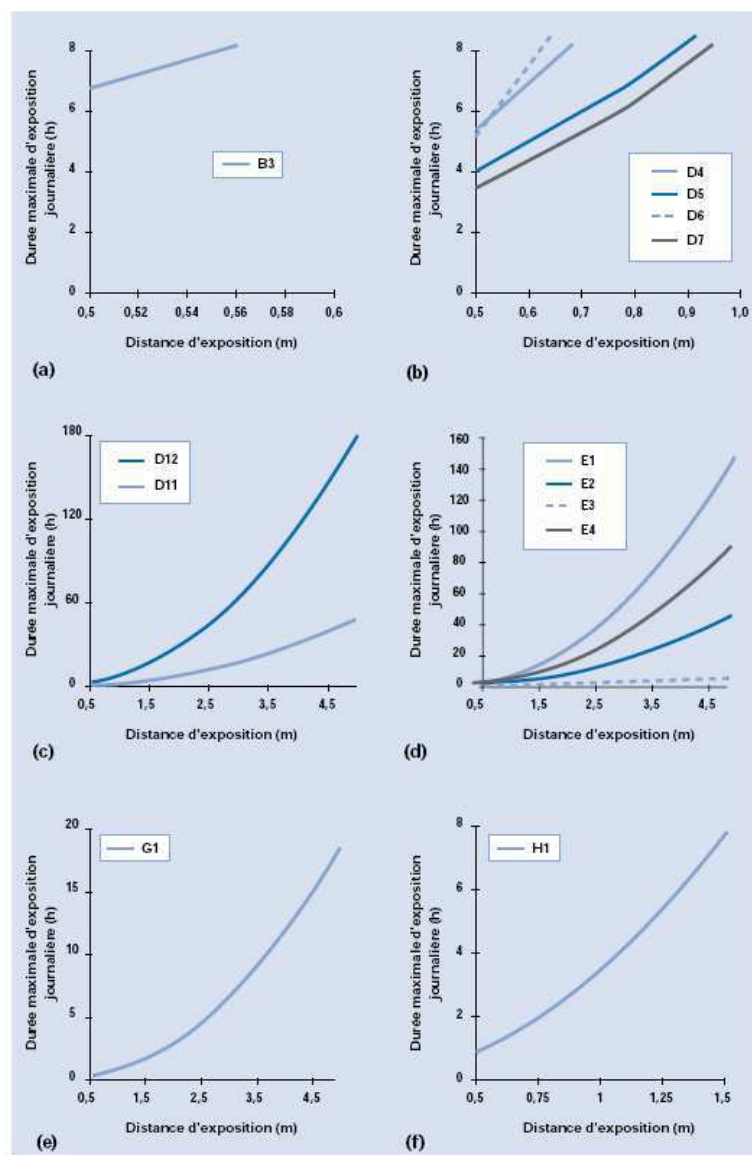 Durée maximale d'exposition
journalière (h)
8
6
4
2
0
B3
0,5
0,52
0,54
0,56
0,58
0,6
Distance d'exposition (m)
(a)
Durée maximale d'exposition
journalière (h)
8
6
4
2
0
D4
D5
D6
D7
0,5
0,6
0,7
0,8
0,9
1,0
Distance d'exposition (m)
(b)
Durée maximale d'exposition
journalière (h)
180
120
60
0
D12
D11
0,5
1,5
2,5
3,5
4,5
Distance d'exposition (m)
(c)
Durée maximale d'exposition
journalière (h)
160
140
120
100
80
60
40
20
0
E1
E2
E3
E4
0,5
1,5
2,5
3,5
4,5
Distance d'exposition (m)
(d)
Durée maximale d'exposition
journalière (h)
20
15
10
5
0
G1
0,5
1,5
2,5
3,5
4,5
Distance d'exposition (m)
(e)
Durée maximale d'exposition
journalière (h)
8
6
4
2
0
H1
0,5
0,75
1
1,25
1,5
Distance d'exposition (m)
(f)